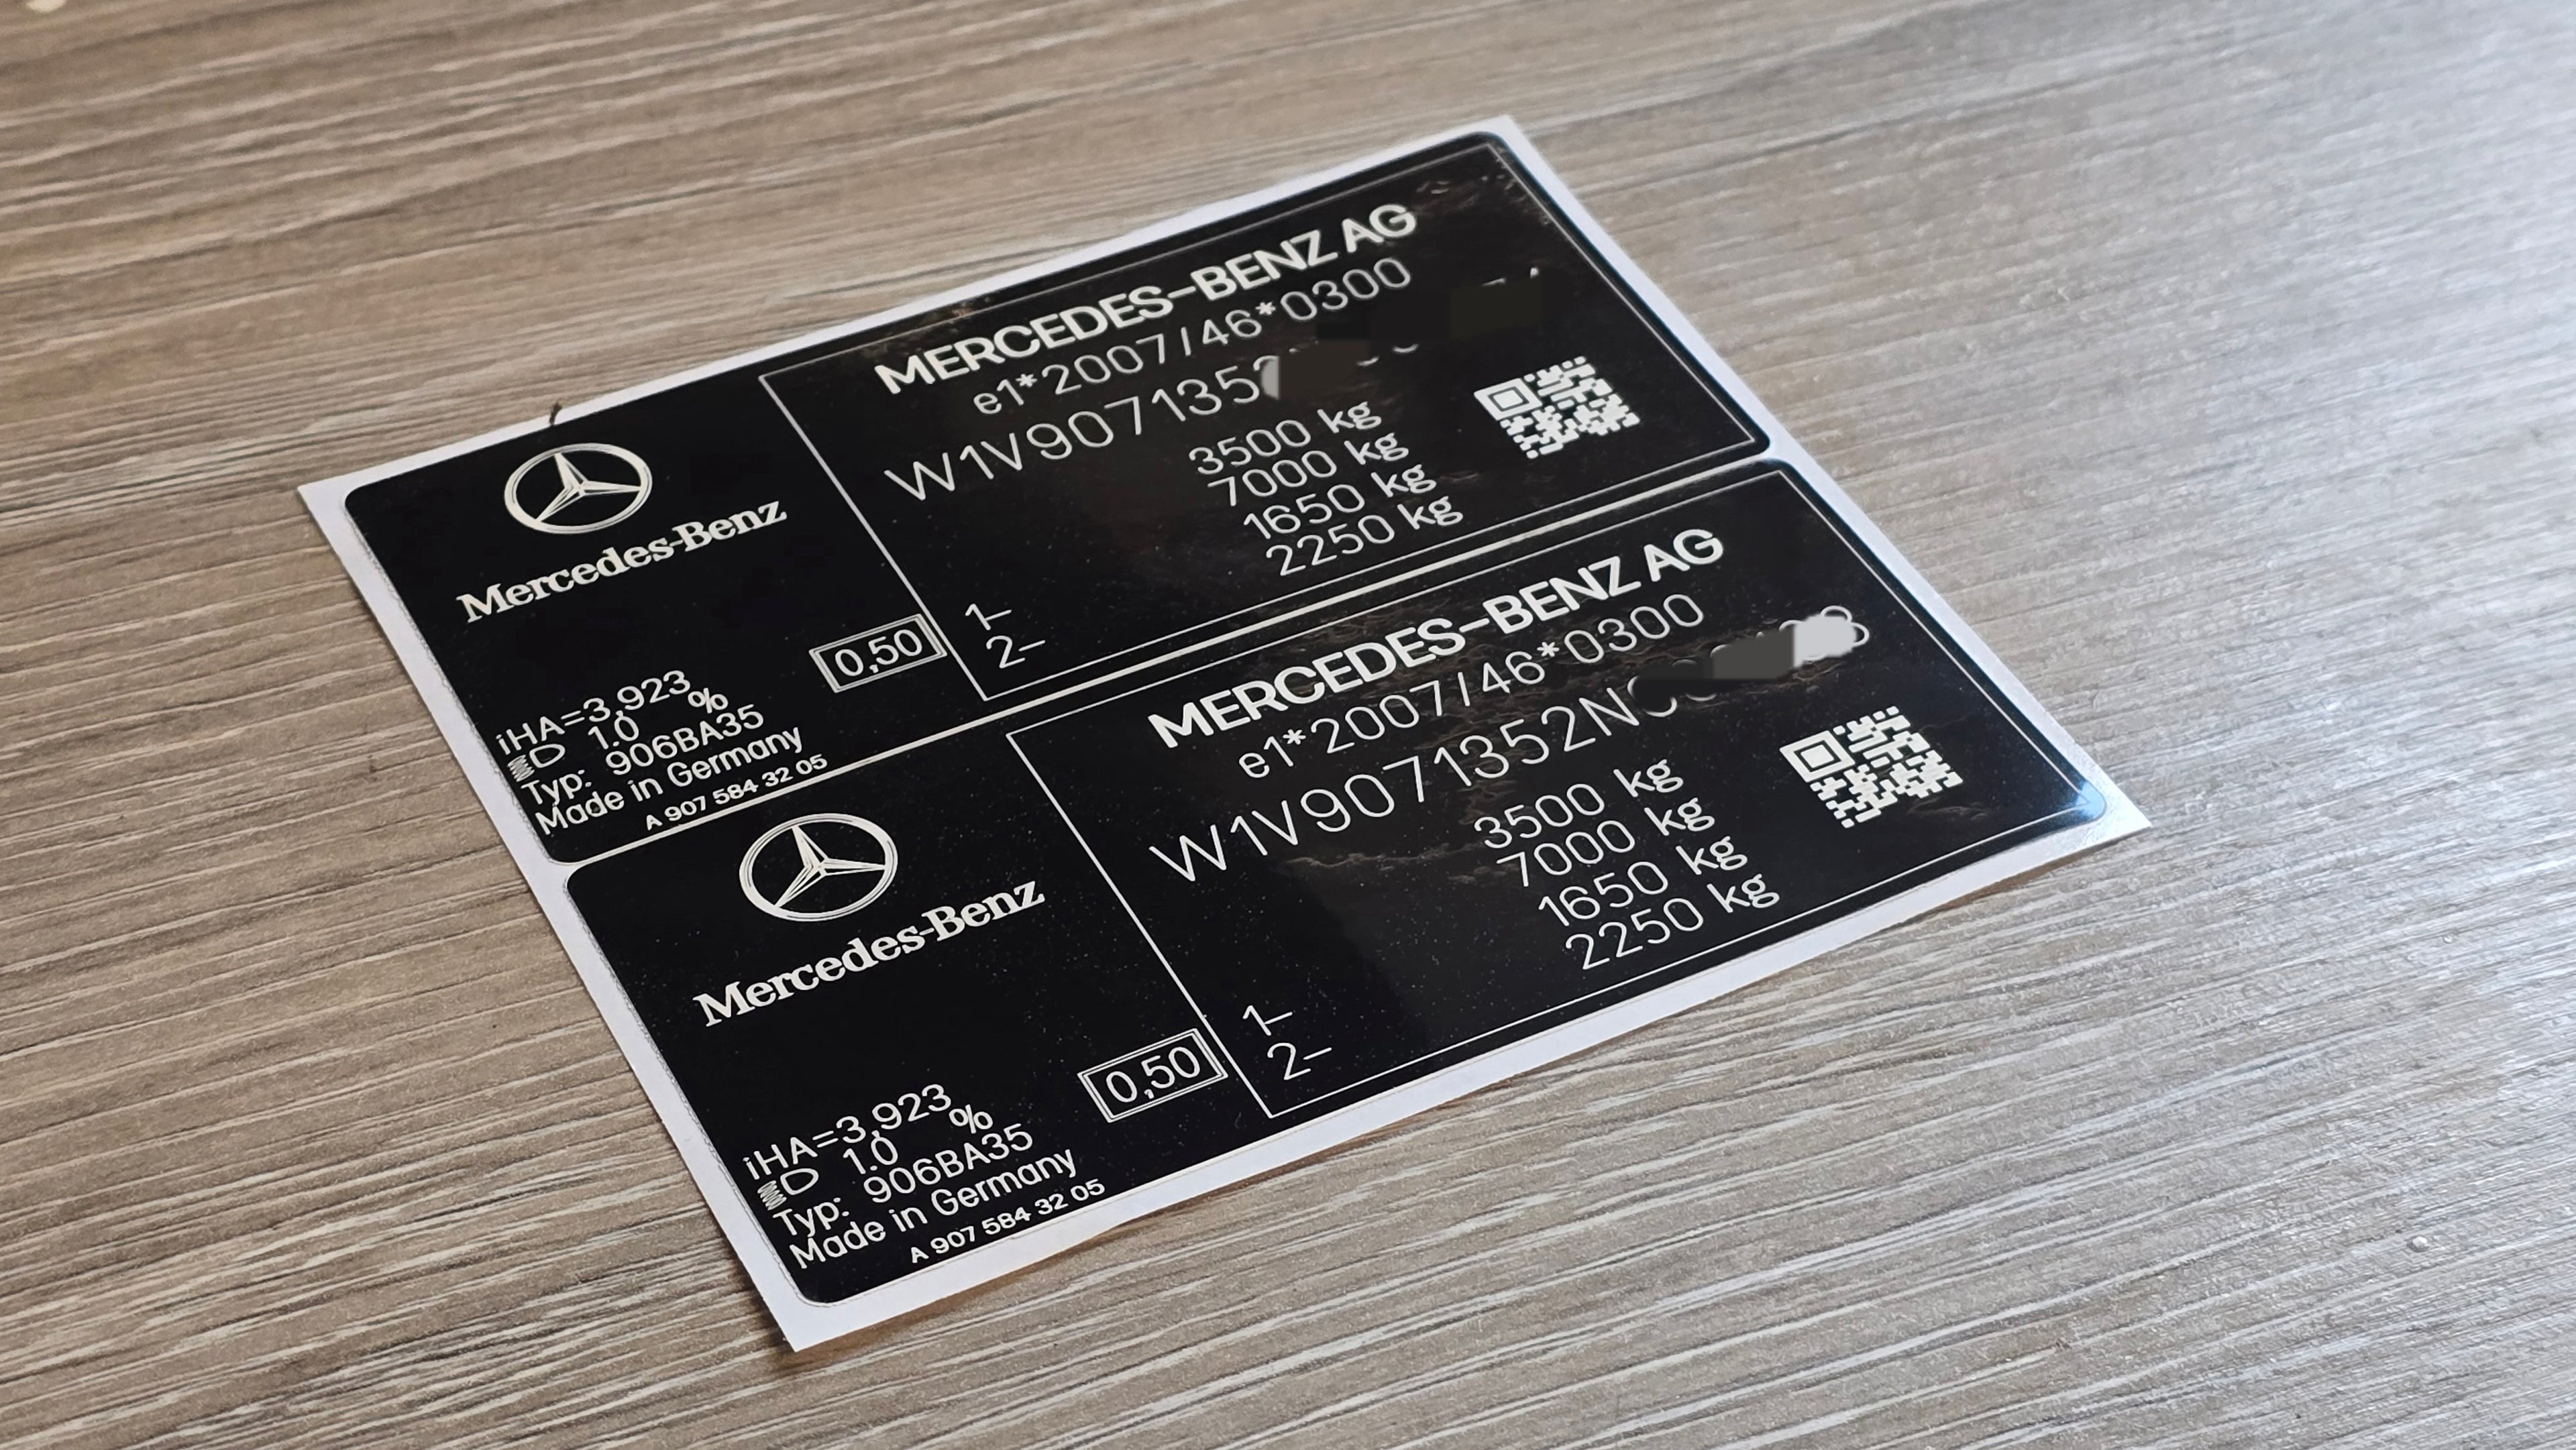 MERCEDES-BENZ AG
e1*2007/46*0300
W1V907135
3500 kg
7000 kg
1650 kg
2250 kg
1-
2-
Mercedes-Benz
0,50
iHA=3,923
1.0 %
Typ: 906BA35
Made in Germany
A 907 584 32 05
MERCEDES-BENZ AG
e1*2007/46*0300
W1V9071352N
3500 kg
7000 kg
1650 kg
2250 kg
1-
2-
Mercedes-Benz
0,50
iHA=3,923
1.0 %
Typ: 906BA35
Made in Germany
A 907 584 32 05